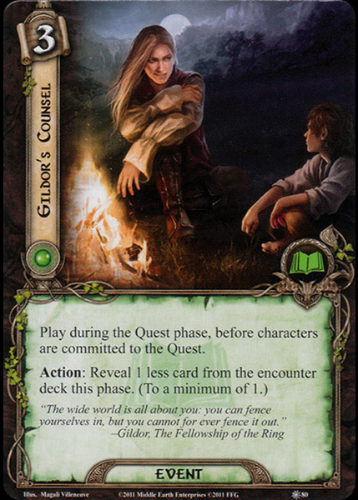 3
GILDOR'S COUNSEL
Play during the Quest phase, before characters
are committed to the Quest.
Action: Reveal 1 less card from the encounter
deck this phase. (To a minimum of 1.)
"The wide world is all about you: you can fence
yourselves in, but you cannot for ever fence it out."
–Gildor, The Fellowship of the Ring
EVENT
Illus. Magali Villeneuve ©2011 Middle Earth Enterprises ©2011 FFG 80